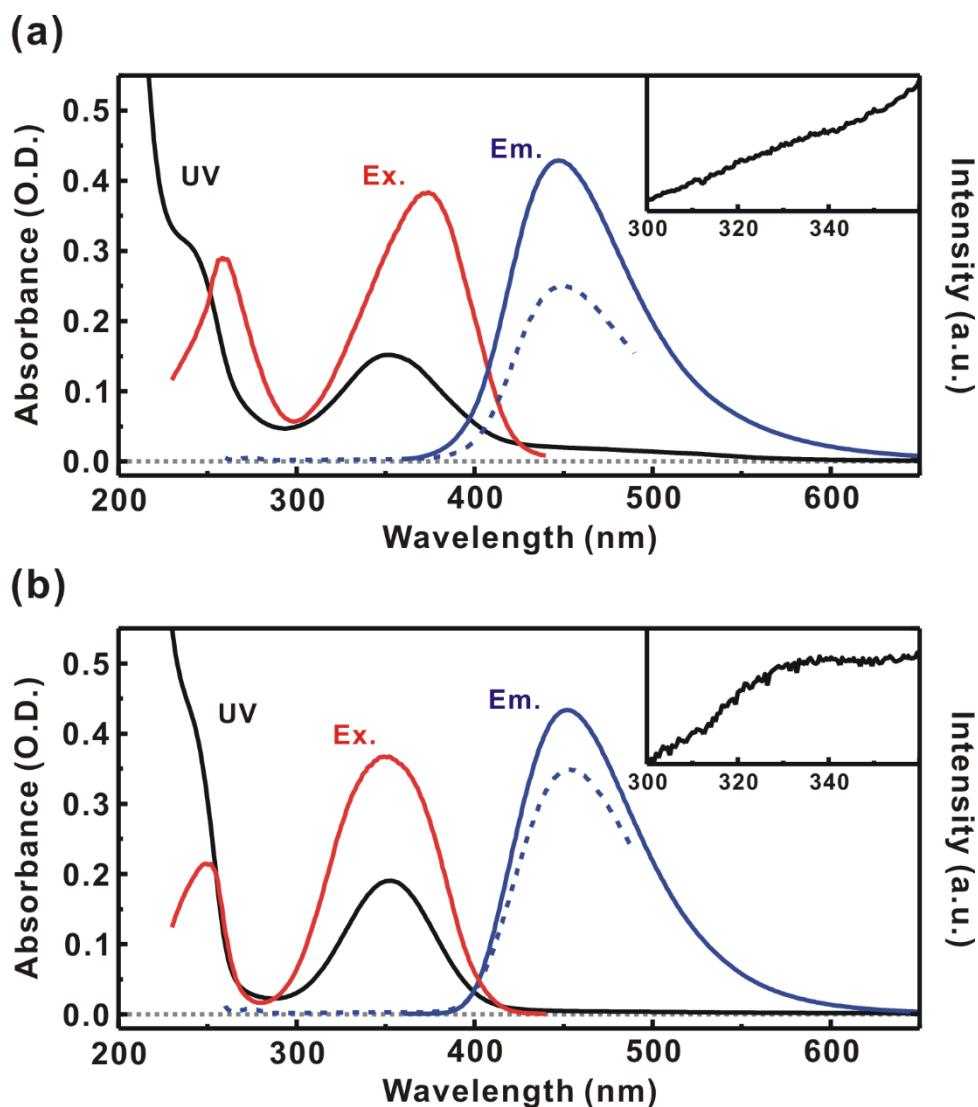 (a)
Absorbance (O.D.)
0.5
0.4
0.3
0.2
0.1
0.0
UV
Ex.
Em.
300 320 340
Intensity (a.u.)
200 300 400 500 600
Wavelength (nm)
(b)
Absorbance (O.D.)
0.5
0.4
0.3
0.2
0.1
0.0
UV
Ex.
Em.
300 320 340
Intensity (a.u.)
200 300 400 500 600
Wavelength (nm)